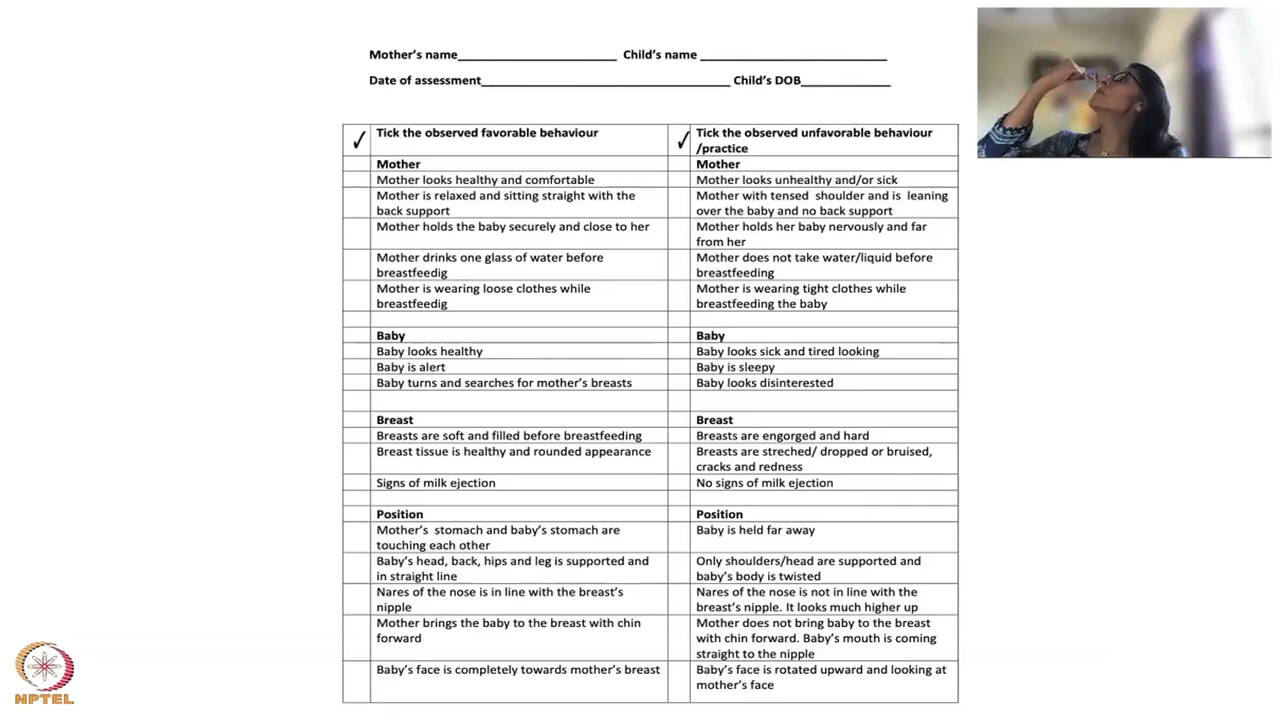 Mother's name____________________ Child's name ________________________
Date of assessment________________________________ Child's DOB____________
✓ Tick the observed favorable behaviour
✓ Tick the observed unfavorable behaviour
/practice
Mother
Mother
Mother looks healthy and comfortable
Mother looks unhealthy and/or sick
Mother is relaxed and sitting straight with the
back support
Mother with tensed shoulder and is leaning
over the baby and no back support
Mother holds the baby securely and close to her
Mother holds her baby nervously and far
from her
Mother drinks one glass of water before
breastfeedig
Mother does not take water/liquid before
breastfeeding
Mother is wearing loose clothes while
breastfeedig
Mother is wearing tight clothes while
breastfeeding the baby
Baby
Baby
Baby looks healthy
Baby looks sick and tired looking
Baby is alert
Baby is sleepy
Baby turns and searches for mother's breasts
Baby looks disinterested
Breast
Breast
Breasts are soft and filled before breastfeeding
Breasts are engorged and hard
Breast tissue is healthy and rounded appearance
Breasts are streched/ dropped or bruised,
cracks and redness
Signs of milk ejection
No signs of milk ejection
Position
Position
Mother's stomach and baby's stomach are
touching each other
Baby is held far away
Baby's head, back, hips and leg is supported and
in straight line
Only shoulders/head are supported and
baby's body is twisted
Nares of the nose is in line with the breast's
nipple
Nares of the nose is not in line with the
breast's nipple. It looks much higher up
Mother brings the baby to the breast with chin
forward
Mother does not bring baby to the breast
with chin forward. Baby's mouth is coming
straight to the nipple
Baby's face is completely towards mother's breast
Baby's face is rotated upward and looking at
mother's face
NPTEL